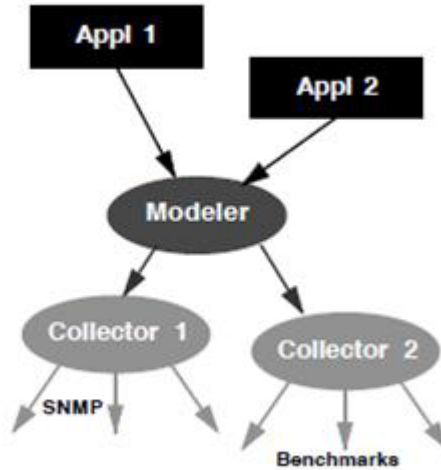 Appl 1
Appl 2
Modeler
Collector 1
Collector 2
SNMP
Benchmarks